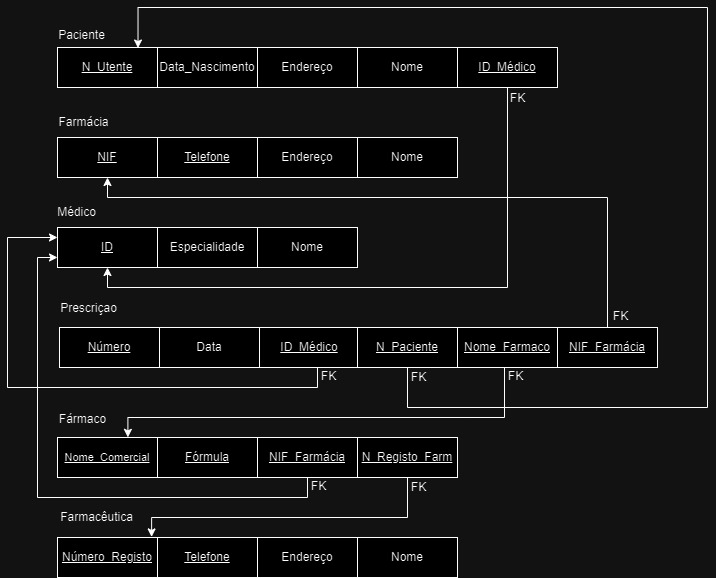 Paciente
N_Utente Data_Nascimento Endereço Nome ID_Médico
FK
Farmácia
NIF Telefone Endereço Nome
Médico
ID Especialidade Nome
Prescriçao
FK
Número Data ID_Médico N_Paciente Nome_Farmaco NIF_Farmácia
FK FK FK
Fármaco
Nome_Comercial Fórmula NIF_Farmácia N_Registo_Farm
FK FK
Farmacêutica
Número_Registo Telefone Endereço Nome